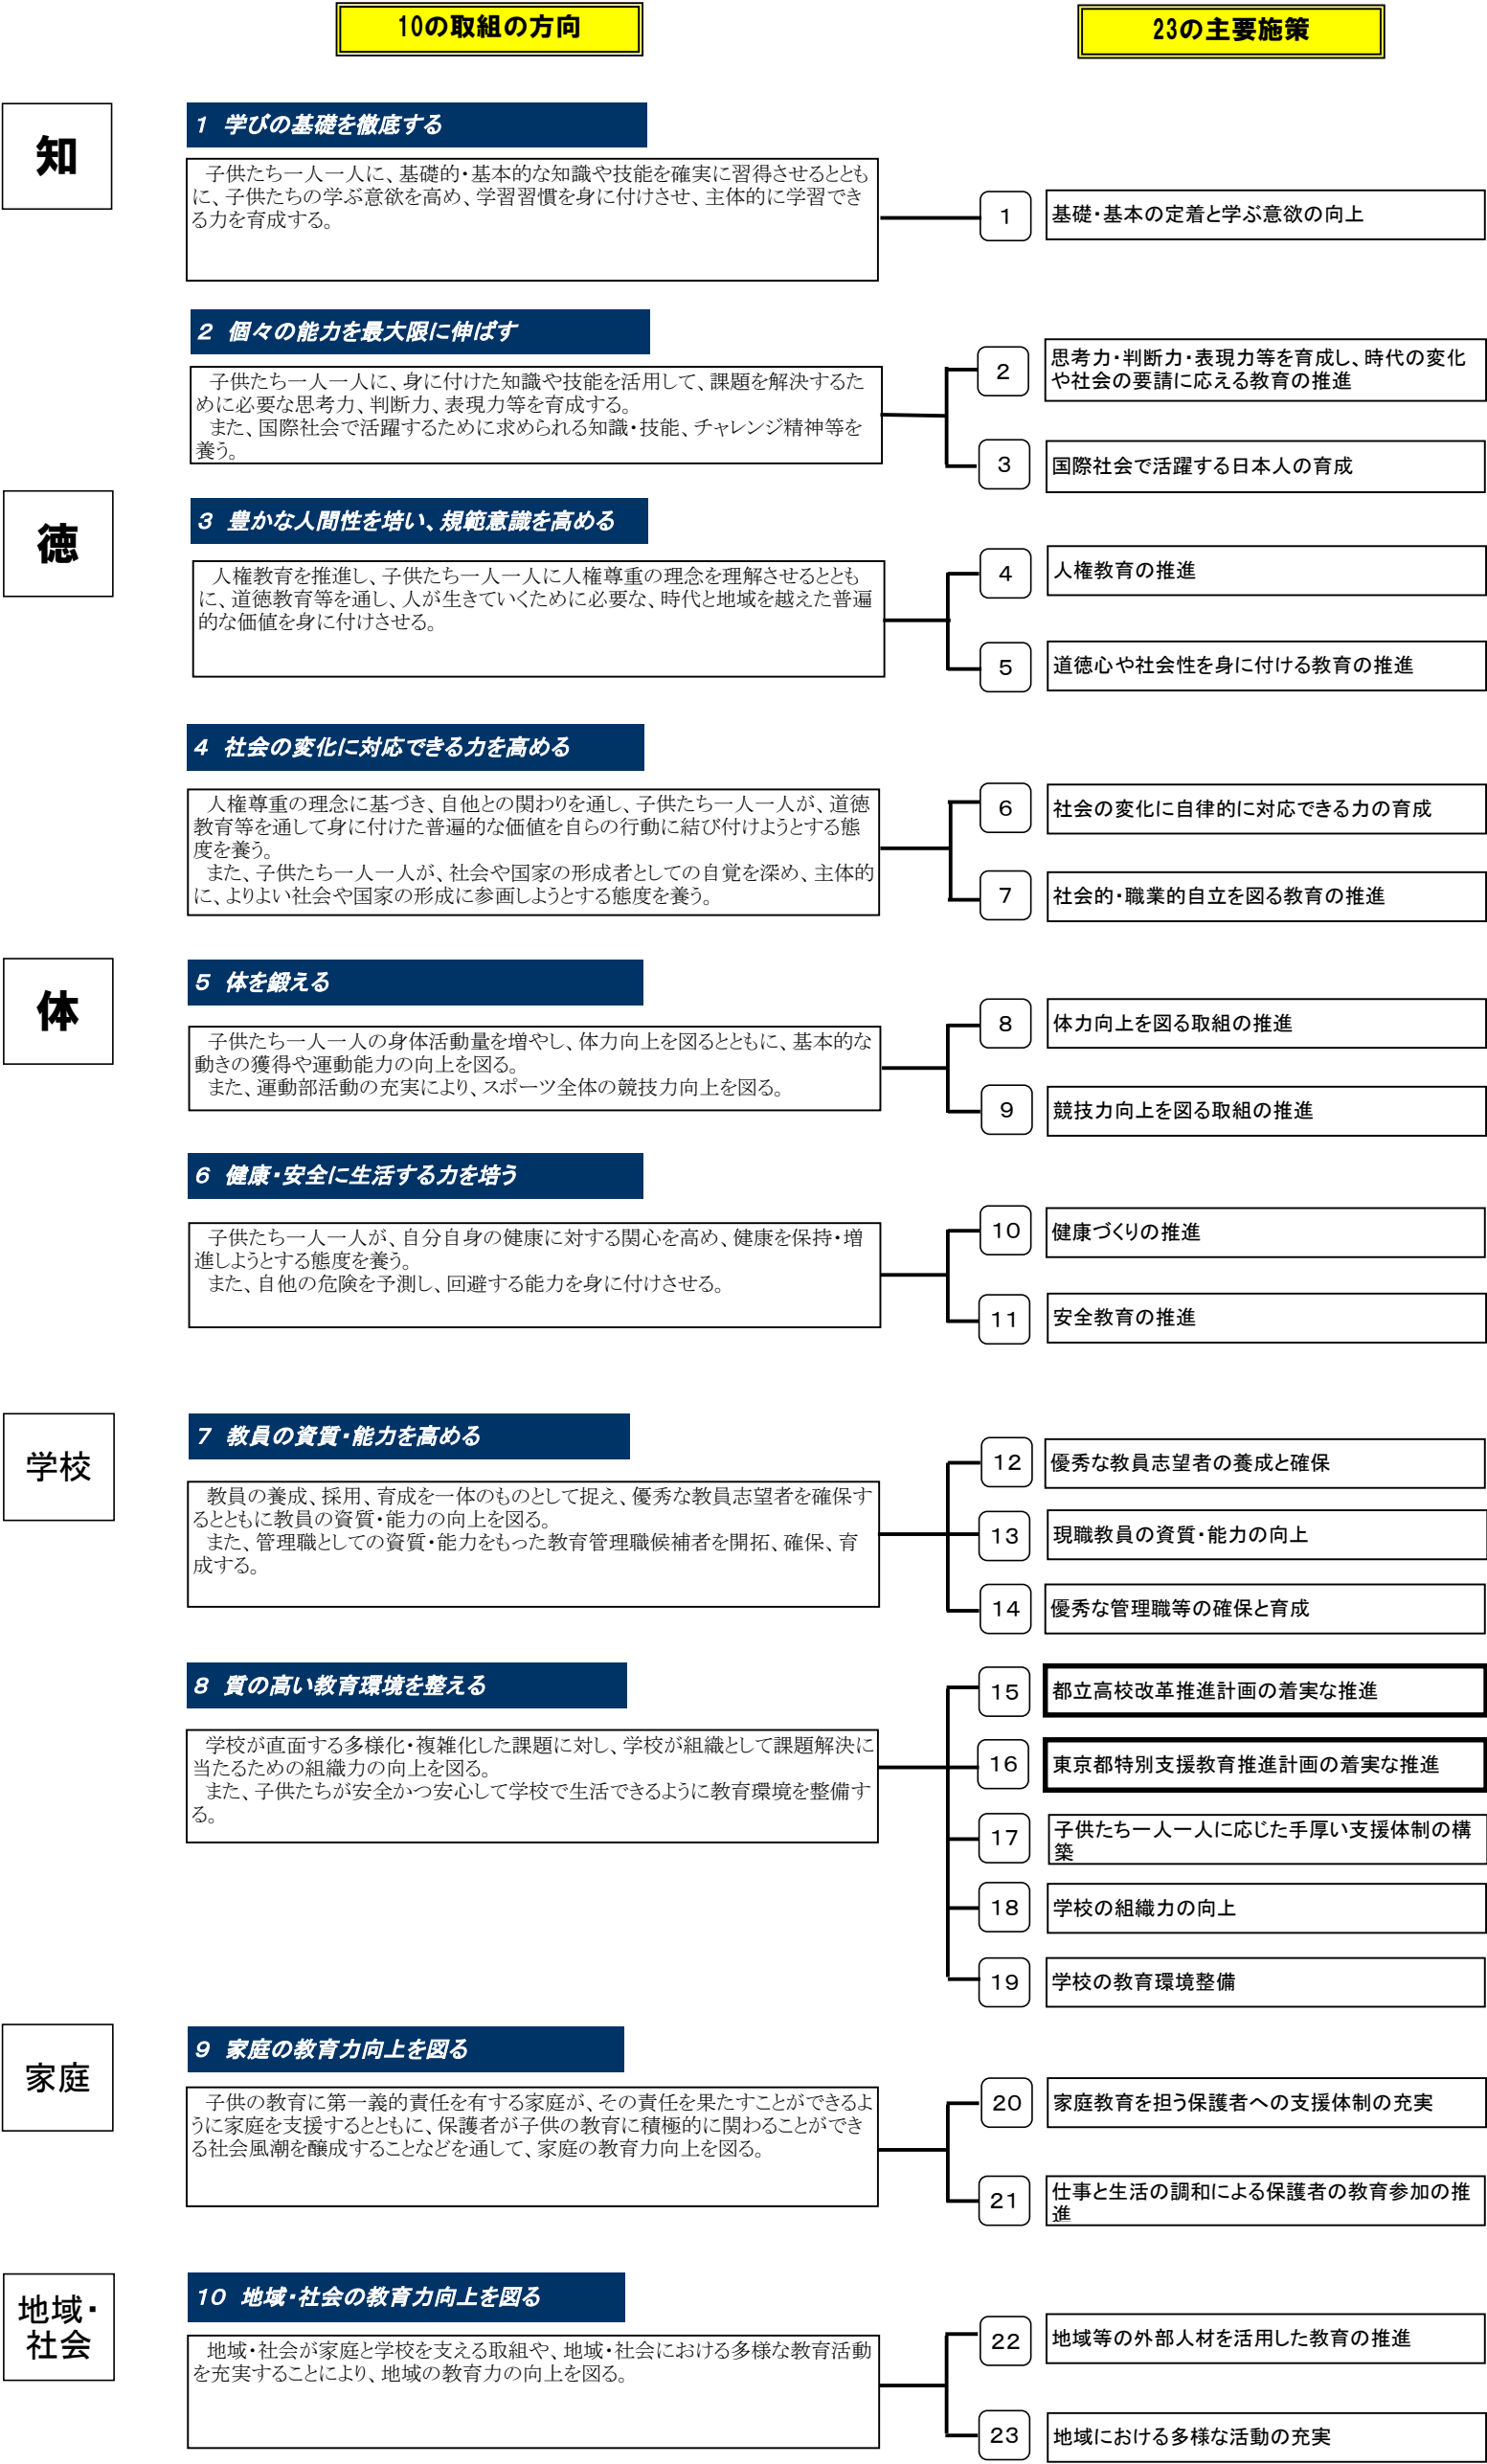 10の取組の方向
23の主要施策
知
1 学びの基礎を徹底する
子供たち一人一人に、基礎的・基本的な知識や技能を確実に習得させるととも
に、子供たちの学ぶ意欲を高め、学習習慣を身に付けさせ、主体的に学習でき
る力を育成する。
1
基礎・基本の定着と学ぶ意欲の向上
2 個々の能力を最大限に伸ばす
子供たち一人一人に、身に付けた知識や技能を活用して、課題を解決するた
めに必要な思考力、判断力、表現力等を育成する。
また、国際社会で活躍するために求められる知識・技能、チャレンジ精神等を
養う。
2
思考力・判断力・表現力等を育成し、時代の変化
や社会の要請に応える教育の推進
3
国際社会で活躍する日本人の育成
徳
3 豊かな人間性を培い、規範意識を高める
人権教育を推進し、子供たち一人一人に人権尊重の理念を理解させるととも
に、道徳教育等を通し、人が生きていくために必要な、時代と地域を越えた普遍
的な価値を身に付けさせる。
4
人権教育の推進
5
道徳心や社会性を身に付ける教育の推進
4 社会の変化に対応できる力を高める
人権尊重の理念に基づき、自他との関わりを通し、子供たち一人一人が、道徳
教育等を通して身に付けた普遍的な価値を自らの行動に結び付けようとする態
度を養う。
また、子供たち一人一人が、社会や国家の形成者としての自覚を深め、主体的
に、よりよい社会や国家の形成に参画しようとする態度を養う。
6
社会の変化に自律的に対応できる力の育成
7
社会的・職業的自立を図る教育の推進
体
5 体を鍛える
子供たち一人一人の身体活動量を増やし、体力向上を図るとともに、基本的な
動きの獲得や運動能力の向上を図る。
また、運動部活動の充実により、スポーツ全体の競技力向上を図る。
8
体力向上を図る取組の推進
9
競技力向上を図る取組の推進
6 健康・安全に生活する力を培う
子供たち一人一人が、自分自身の健康に対する関心を高め、健康を保持・増
進しようとする態度を養う。
また、自他の危険を予測し、回避する能力を身に付けさせる。
10
健康づくりの推進
11
安全教育の推進
学校
7 教員の資質・能力を高める
教員の養成、採用、育成を一体のものとして捉え、優秀な教員志望者を確保す
るとともに教員の資質・能力の向上を図る。
また、管理職としての資質・能力をもった教育管理職候補者を開拓、確保、育
成する。
12
優秀な教員志望者の養成と確保
13
現職教員の資質・能力の向上
14
優秀な管理職等の確保と育成
8 質の高い教育環境を整える
学校が直面する多様化・複雑化した課題に対し、学校が組織として課題解決に
当たるための組織力の向上を図る。
また、子供たちが安全かつ安心して学校で生活できるように教育環境を整備す
る。
15
都立高校改革推進計画の着実な推進
16
東京都特別支援教育推進計画の着実な推進
17
子供たち一人一人に応じた手厚い支援体制の構
築
18
学校の組織力の向上
19
学校の教育環境整備
家庭
9 家庭の教育力向上を図る
子供の教育に第一義的責任を有する家庭が、その責任を果たすことができるよ
うに家庭を支援するとともに、保護者が子供の教育に積極的に関わることができ
る社会風潮を醸成することなどを通して、家庭の教育力向上を図る。
20
家庭教育を担う保護者への支援体制の充実
21
仕事と生活の調和による保護者の教育参加の推
進
地域・
社会
10 地域・社会の教育力向上を図る
地域・社会が家庭と学校を支える取組や、地域・社会における多様な教育活動
を充実することにより、地域の教育力の向上を図る。
22
地域等の外部人材を活用した教育の推進
23
地域における多様な活動の充実